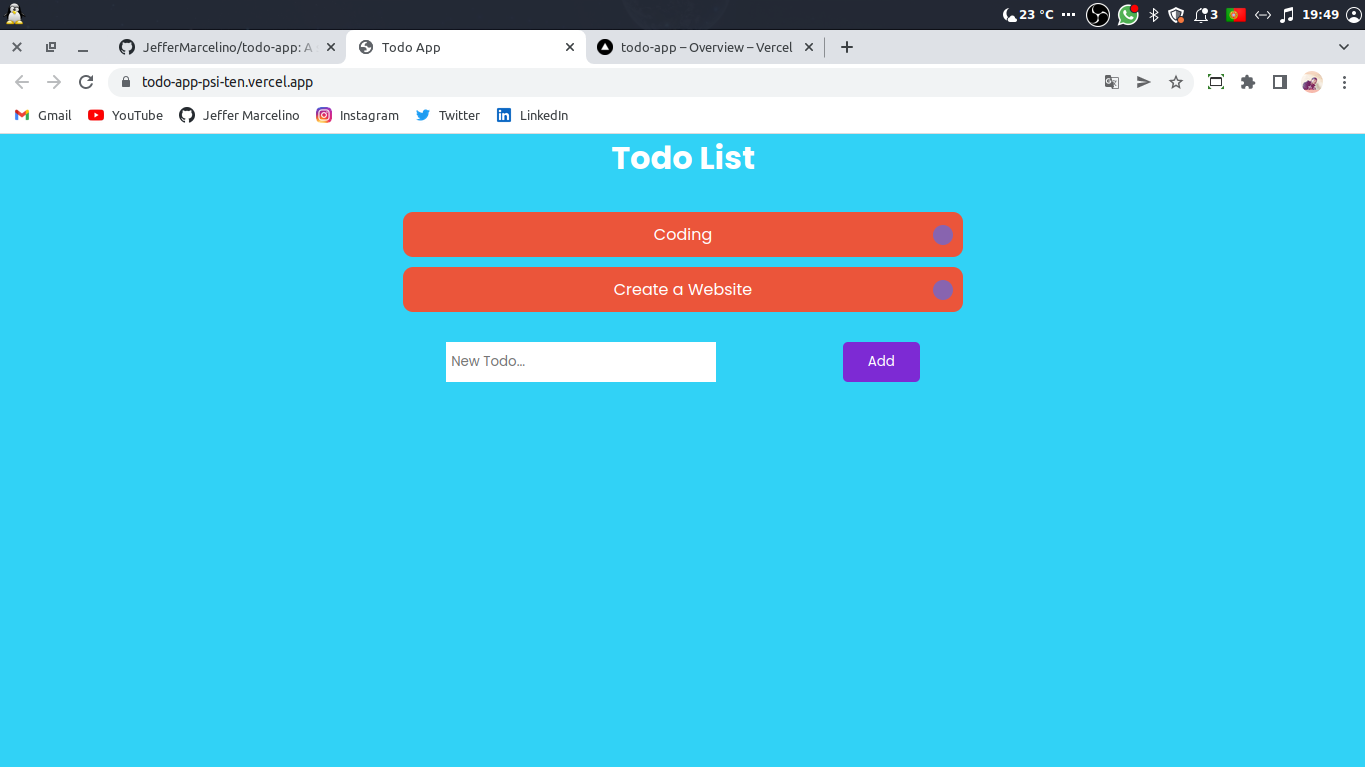 23 °C
3
19:49
JefferMarcelino/todo-app: A
Todo App
todo-app – Overview – Vercel
todo-app-psi-ten.vercel.app
Gmail
YouTube
Jeffer Marcelino
Instagram
Twitter
LinkedIn
Todo List
Coding
Create a Website
New Todo...
Add